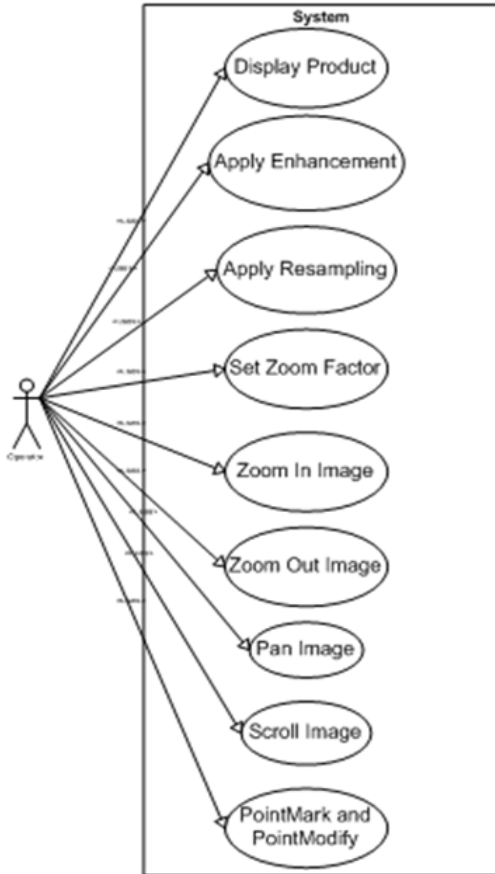 System
Display Product
Apply Enhancement
Apply Resampling
Set Zoom Factor
Operator
Zoom In Image
Zoom Out Image
Pan Image
Scroll Image
PointMark and
PointModify